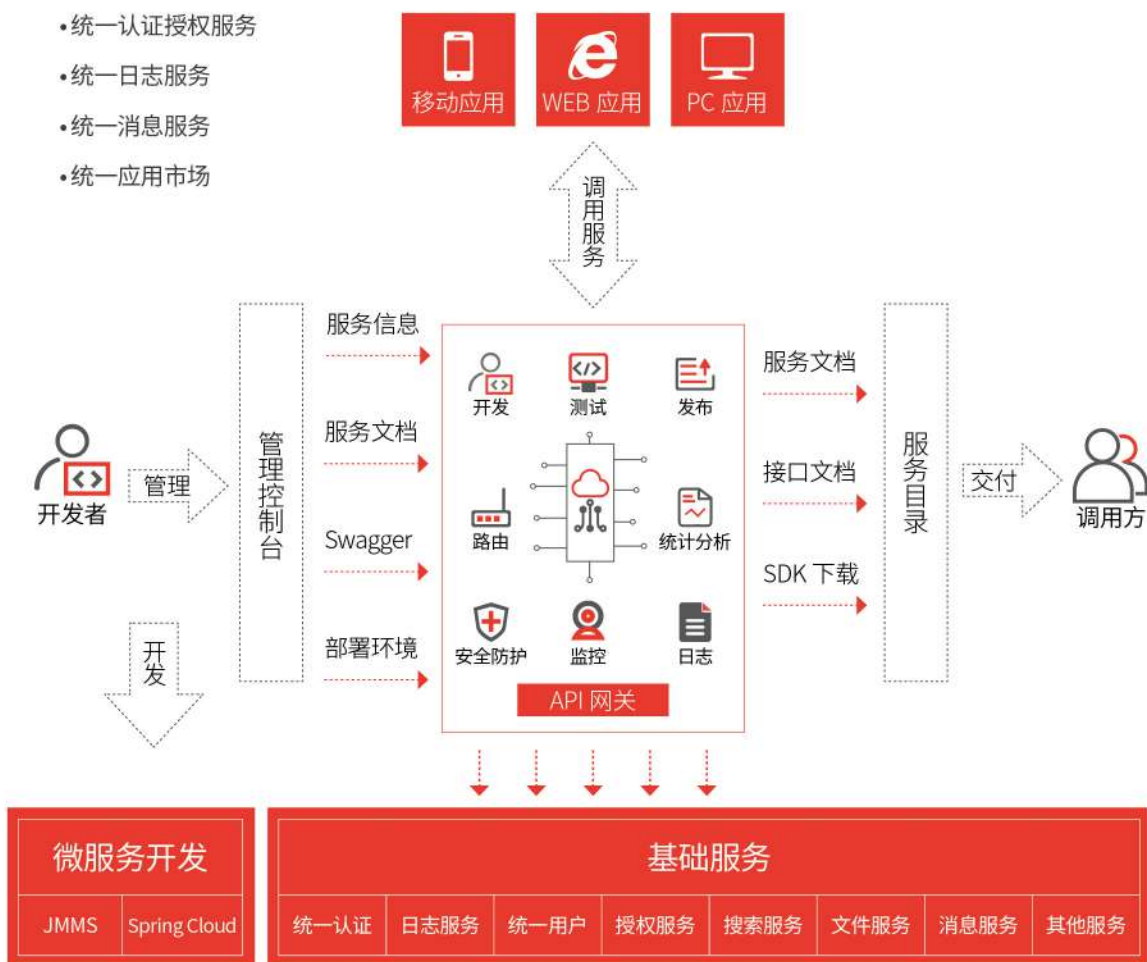 •统一认证授权服务
•统一日志服务
•统一消息服务
•统一应用市场
移动应用
WEB 应用
PC 应用
调用服务
服务信息
服务文档
Swagger
部署环境
开发者
管理
管理控制台
开发
开发
测试
发布
路由
统计分析
安全防护
监控
日志
API 网关
服务文档
接口文档
SDK 下载
服务目录
交付
调用方
微服务开发
JMMS
Spring Cloud
基础服务
统一认证
日志服务
统一用户
授权服务
搜索服务
文件服务
消息服务
其他服务